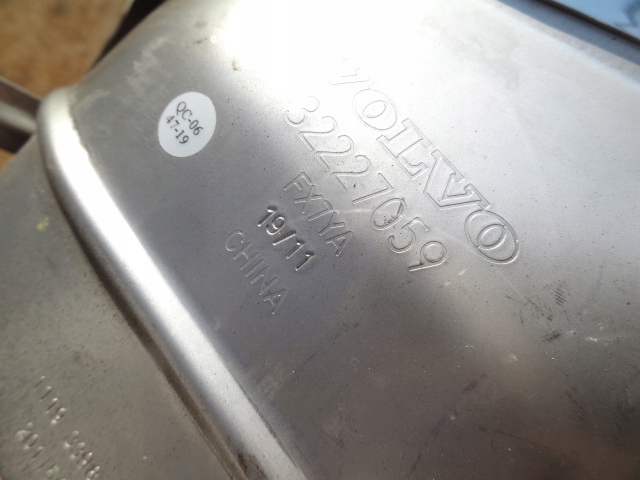 VOLVO
32227059
FX7YA
19/11
CHINA
QC-06
47-19